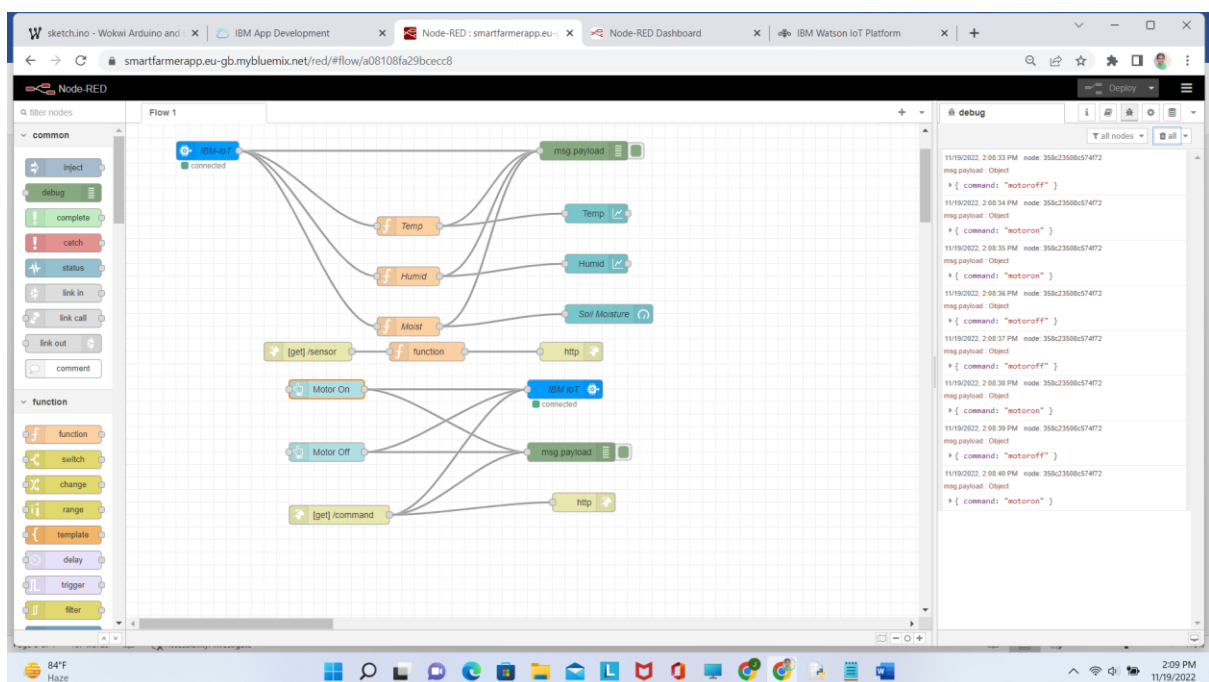 sketch.ino - Wokwi Arduino and
IBM App Development
Node-RED : smartfarmerapp.eu-
Node-RED Dashboard
IBM Watson IoT Platform
smartfarmerapp.eu-gb.mybluemix.net/red/#flow/a08108fa29bcecc8
Node-RED
Deploy
filter nodes
Flow 1
debug
all nodes
all
common
inject
debug
complete
catch
status
link in
link call
link out
comment
function
function
switch
change
range
template
delay
trigger
filter
IBM-IoT
connected
msg.payload
Temp
Temp
Humid
Humid
Moist
Soil Moisture
[get] /sensor
function
http
Motor On
IBM IoT
connected
Motor Off
msg.payload
[get] /command
http
11/19/2022, 2:08:33 PM node: 358c23508c574f72
msg.payload : Object
{ command: "motoroff" }
11/19/2022, 2:08:34 PM node: 358c23508c574f72
msg.payload : Object
{ command: "motoron" }
11/19/2022, 2:08:35 PM node: 358c23508c574f72
msg.payload : Object
{ command: "motoron" }
11/19/2022, 2:08:36 PM node: 358c23508c574f72
msg.payload : Object
{ command: "motoroff" }
11/19/2022, 2:08:37 PM node: 358c23508c574f72
msg.payload : Object
{ command: "motoroff" }
11/19/2022, 2:08:38 PM node: 358c23508c574f72
msg.payload : Object
{ command: "motoron" }
11/19/2022, 2:08:39 PM node: 358c23508c574f72
msg.payload : Object
{ command: "motoroff" }
11/19/2022, 2:08:40 PM node: 358c23508c574f72
msg.payload : Object
{ command: "motoron" }
84°F
Haze
2:09 PM
11/19/2022